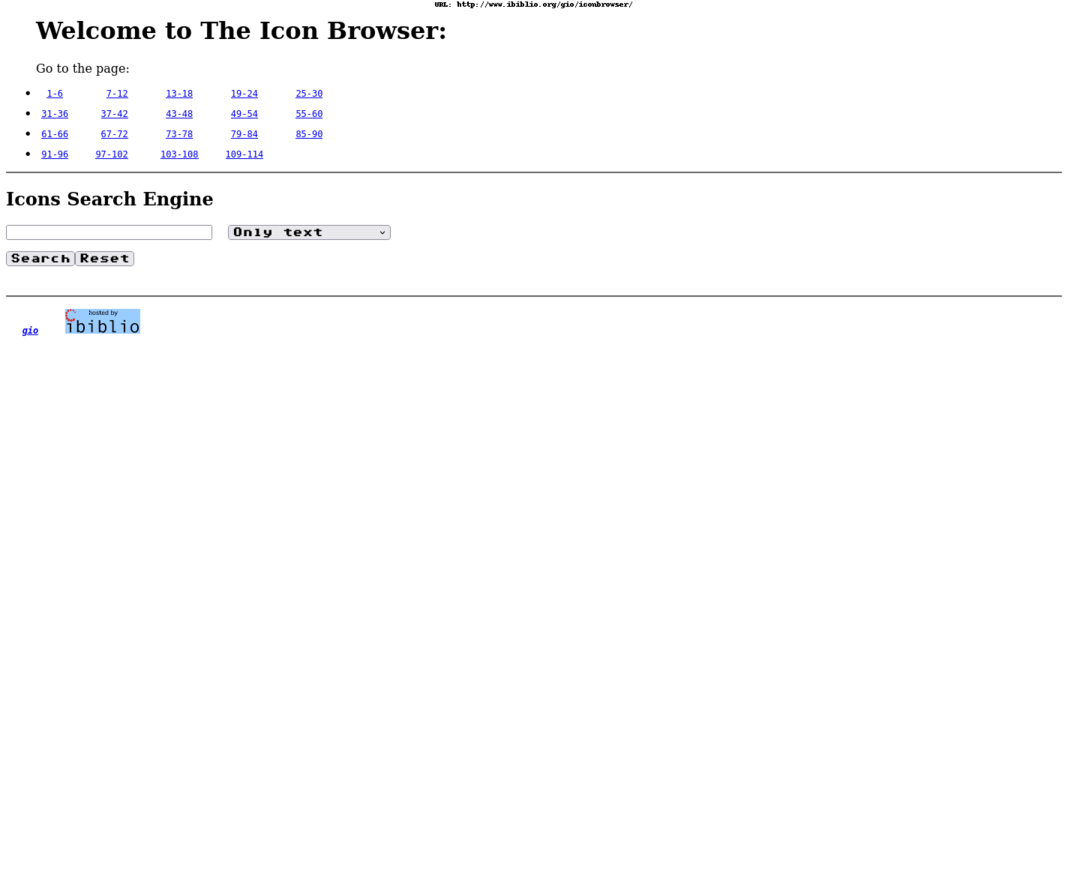 URL: http://www.ibiblio.org/gio/iconbrowser/
Welcome to The Icon Browser:
Go to the page:
• 1-6 7-12 13-18 19-24 25-30
• 31-36 37-42 43-48 49-54 55-60
• 61-66 67-72 73-78 79-84 85-90
• 91-96 97-102 103-108 109-114
Icons Search Engine
Only text
Search Reset
hosted by
gio ibiblio